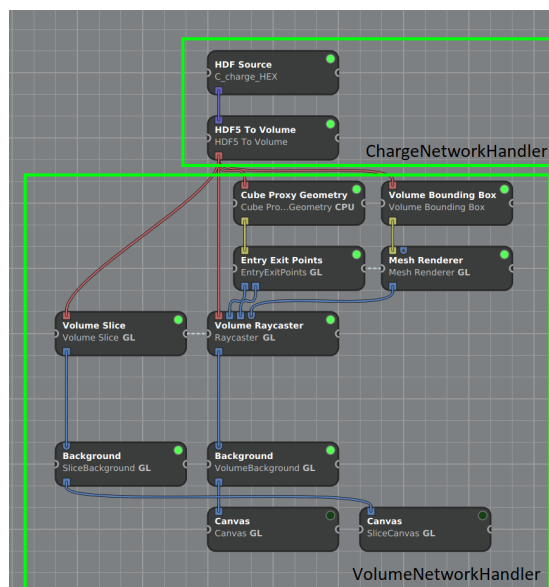 HDF Source
C_charge_HEX
HDF5 To Volume
HDF5 To Volume
ChargeNetworkHandler
Cube Proxy Geometry
Cube Pro...Geometry CPU
Volume Bounding Box
Volume Bounding Box
Entry Exit Points
EntryExitPoints GL
Mesh Renderer
Mesh Renderer GL
Volume Slice
Volume Slice GL
Volume Raycaster
Raycaster GL
Background
SliceBackground GL
Background
VolumeBackground GL
Canvas
Canvas GL
Canvas
SliceCanvas GL
VolumeNetworkHandler